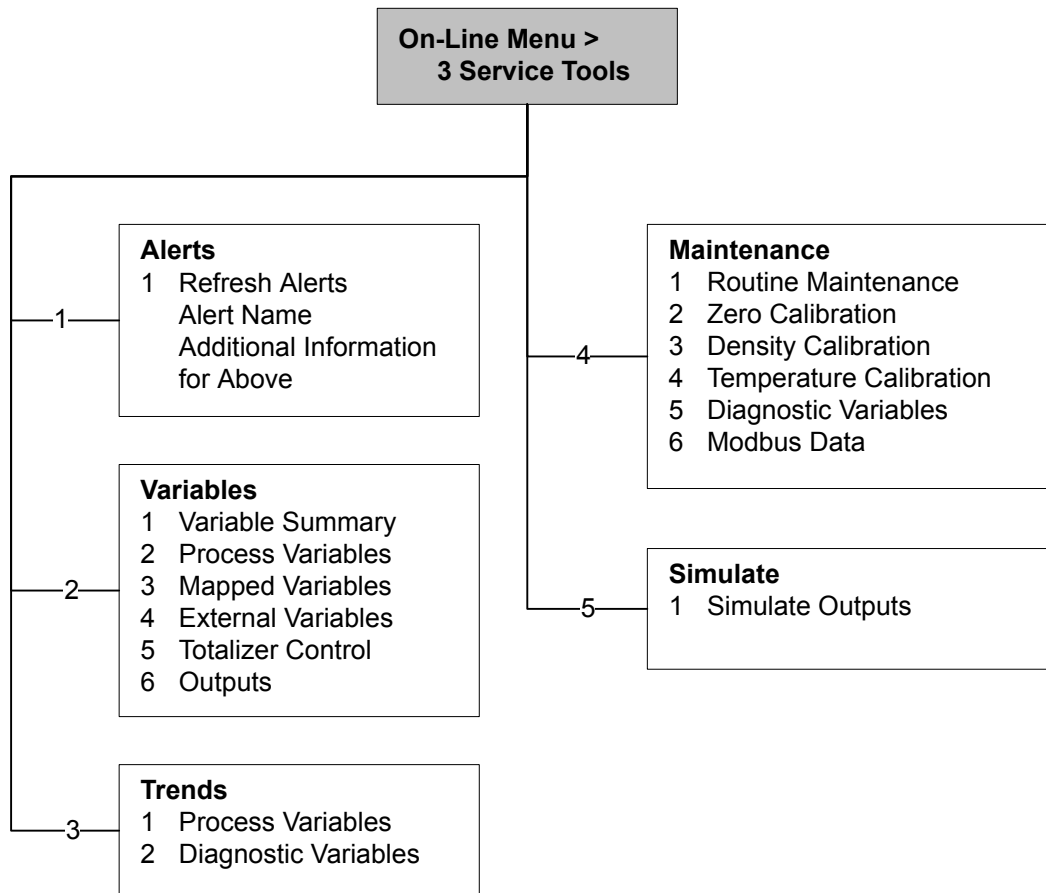 On-Line Menu >
3 Service Tools
1
Alerts
1 Refresh Alerts
Alert Name
Additional Information
for Above
2
Variables
1 Variable Summary
2 Process Variables
3 Mapped Variables
4 External Variables
5 Totalizer Control
6 Outputs
3
Trends
1 Process Variables
2 Diagnostic Variables
4
Maintenance
1 Routine Maintenance
2 Zero Calibration
3 Density Calibration
4 Temperature Calibration
5 Diagnostic Variables
6 Modbus Data
5
Simulate
1 Simulate Outputs